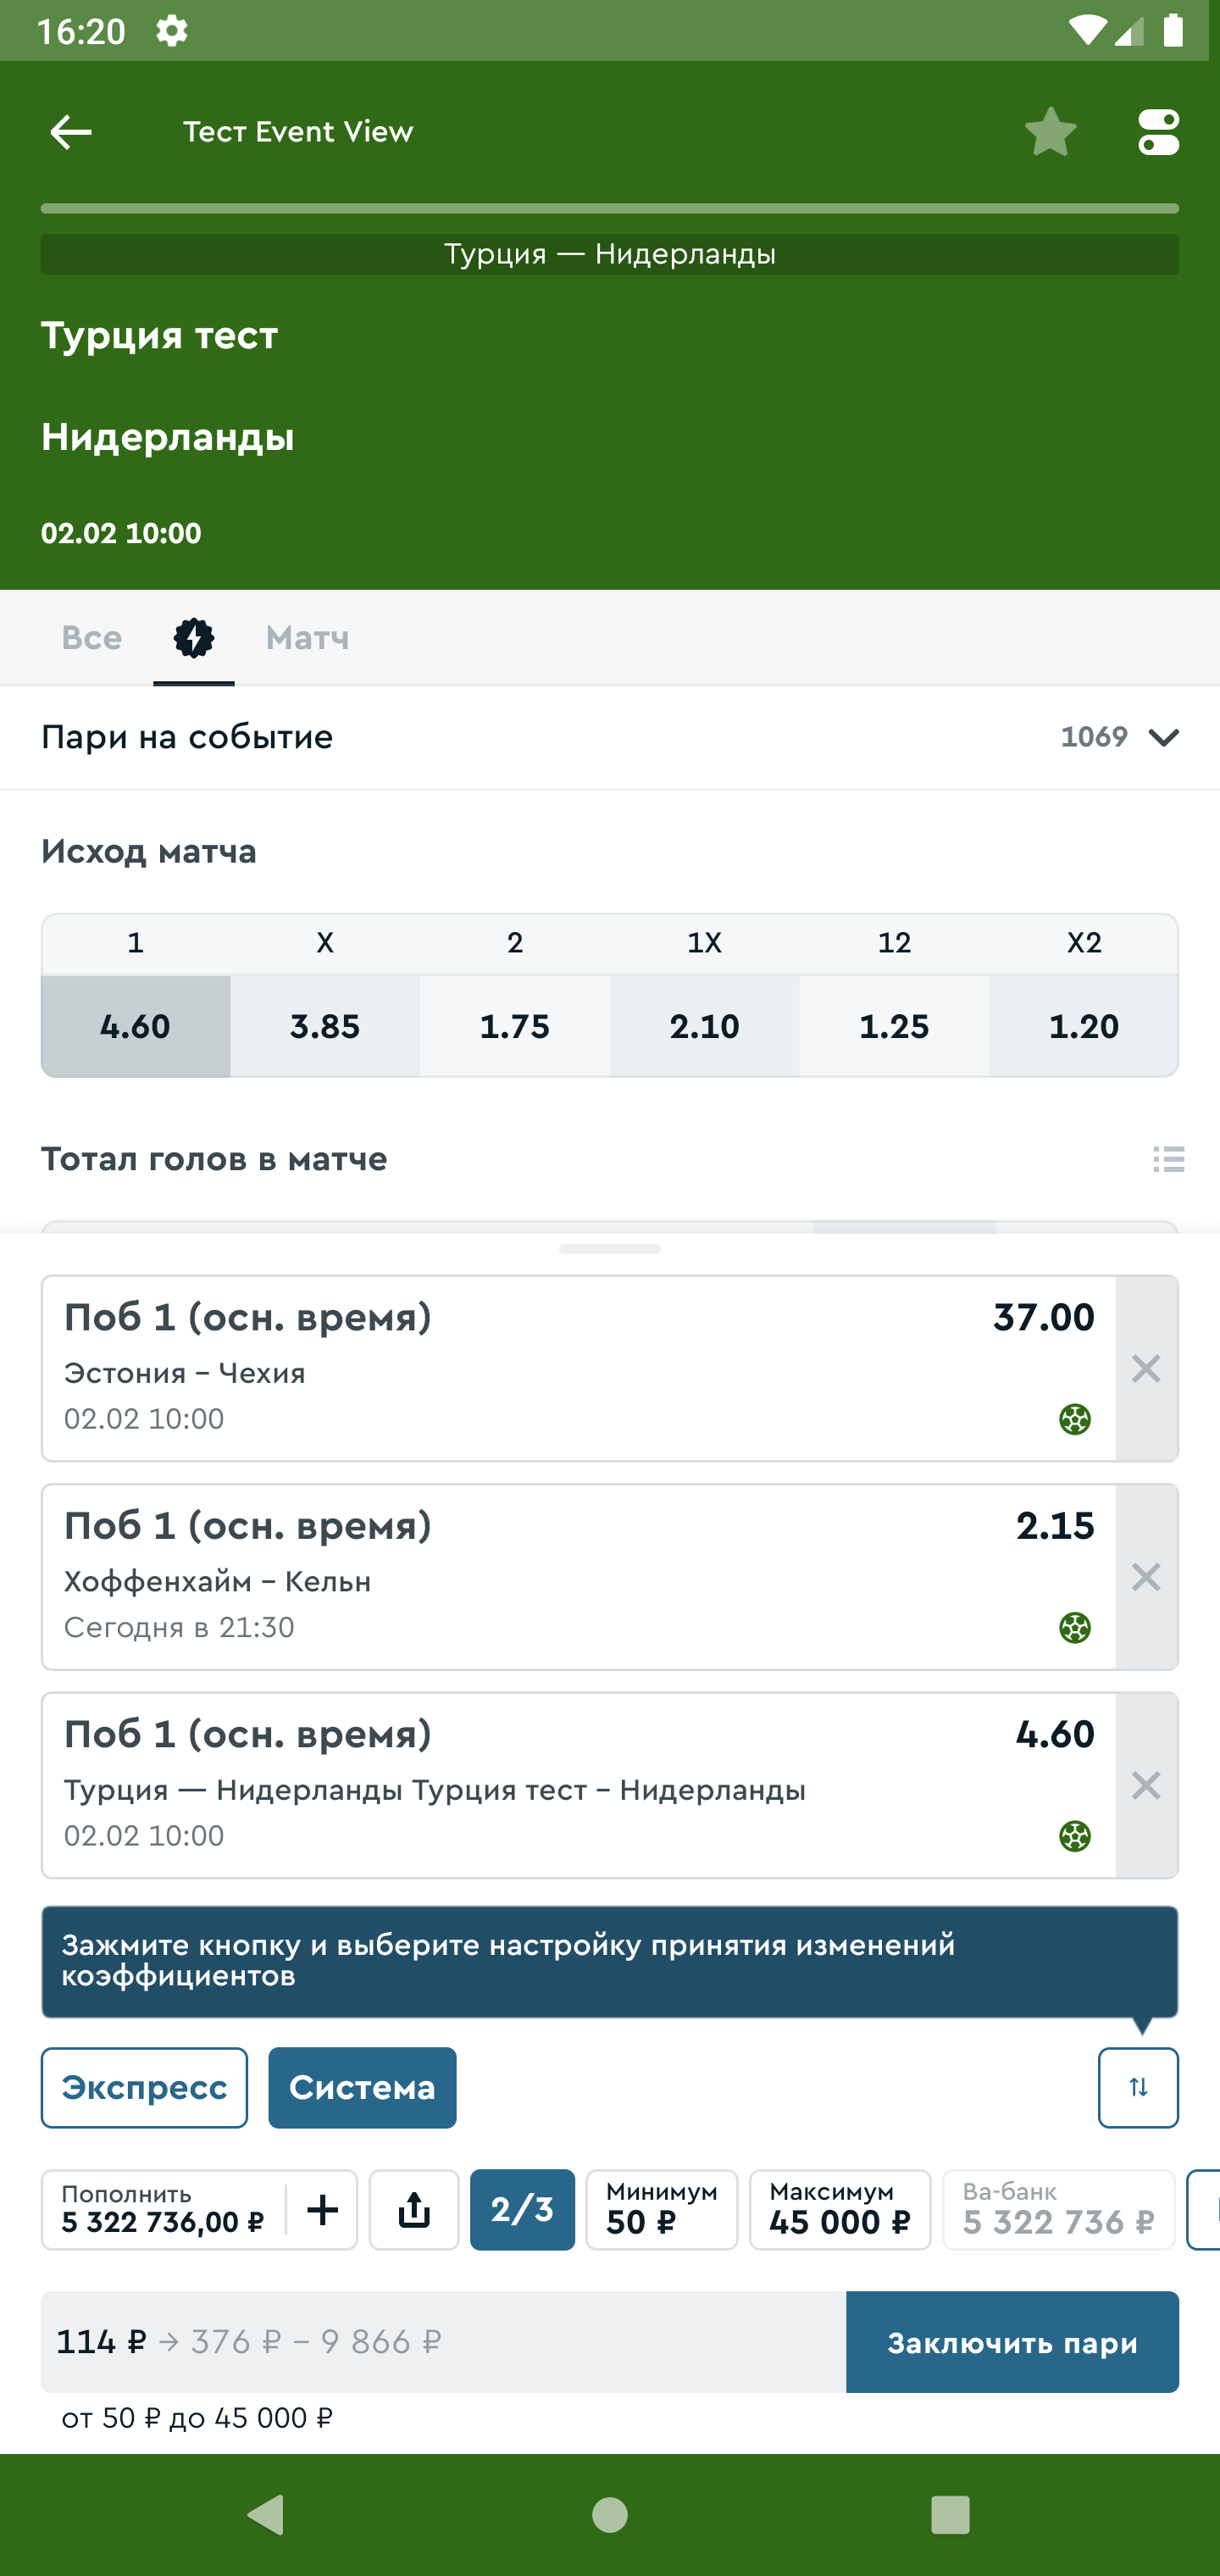 16:20
Тест Event View
Турция — Нидерланды
Турция тест
Нидерланды
02.02 10:00
Все
Матч
Пари на событие
1069
Исход матча
1 X 2 1X 12 X2
4.60 3.85 1.75 2.10 1.25 1.20
Тотал голов в матче
Поб 1 (осн. время) 37.00
Эстония – Чехия
02.02 10:00
Поб 1 (осн. время) 2.15
Хоффенхайм – Кельн
Сегодня в 21:30
Поб 1 (осн. время) 4.60
Турция — Нидерланды Турция тест – Нидерланды
02.02 10:00
Зажмите кнопку и выберите настройку принятия изменений
коэффициентов
Экспресс
Система
Пополнить
5 322 736,00 ₽
2/3
Минимум
50 ₽
Максимум
45 000 ₽
Ва-банк
5 322 736 ₽
114 ₽ → 376 ₽ – 9 866 ₽
Заключить пари
от 50 ₽ до 45 000 ₽